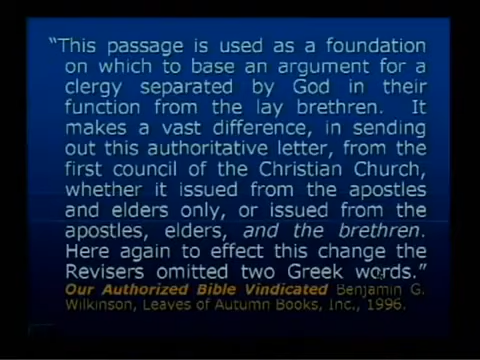 “This passage is used as a foundation
on which to base an argument for a
clergy separated by God in their
function from the lay brethren. It
makes a vast difference, in sending
out this authoritative letter, from the
first council of the Christian Church,
whether it issued from the apostles
and elders only, or issued from the
apostles, elders, and the brethren.
Here again to effect this change the
Revisers omitted two Greek words.”
Our Authorized Bible Vindicated Benjamin G.
Wilkinson, Leaves of Autumn Books, Inc., 1996.